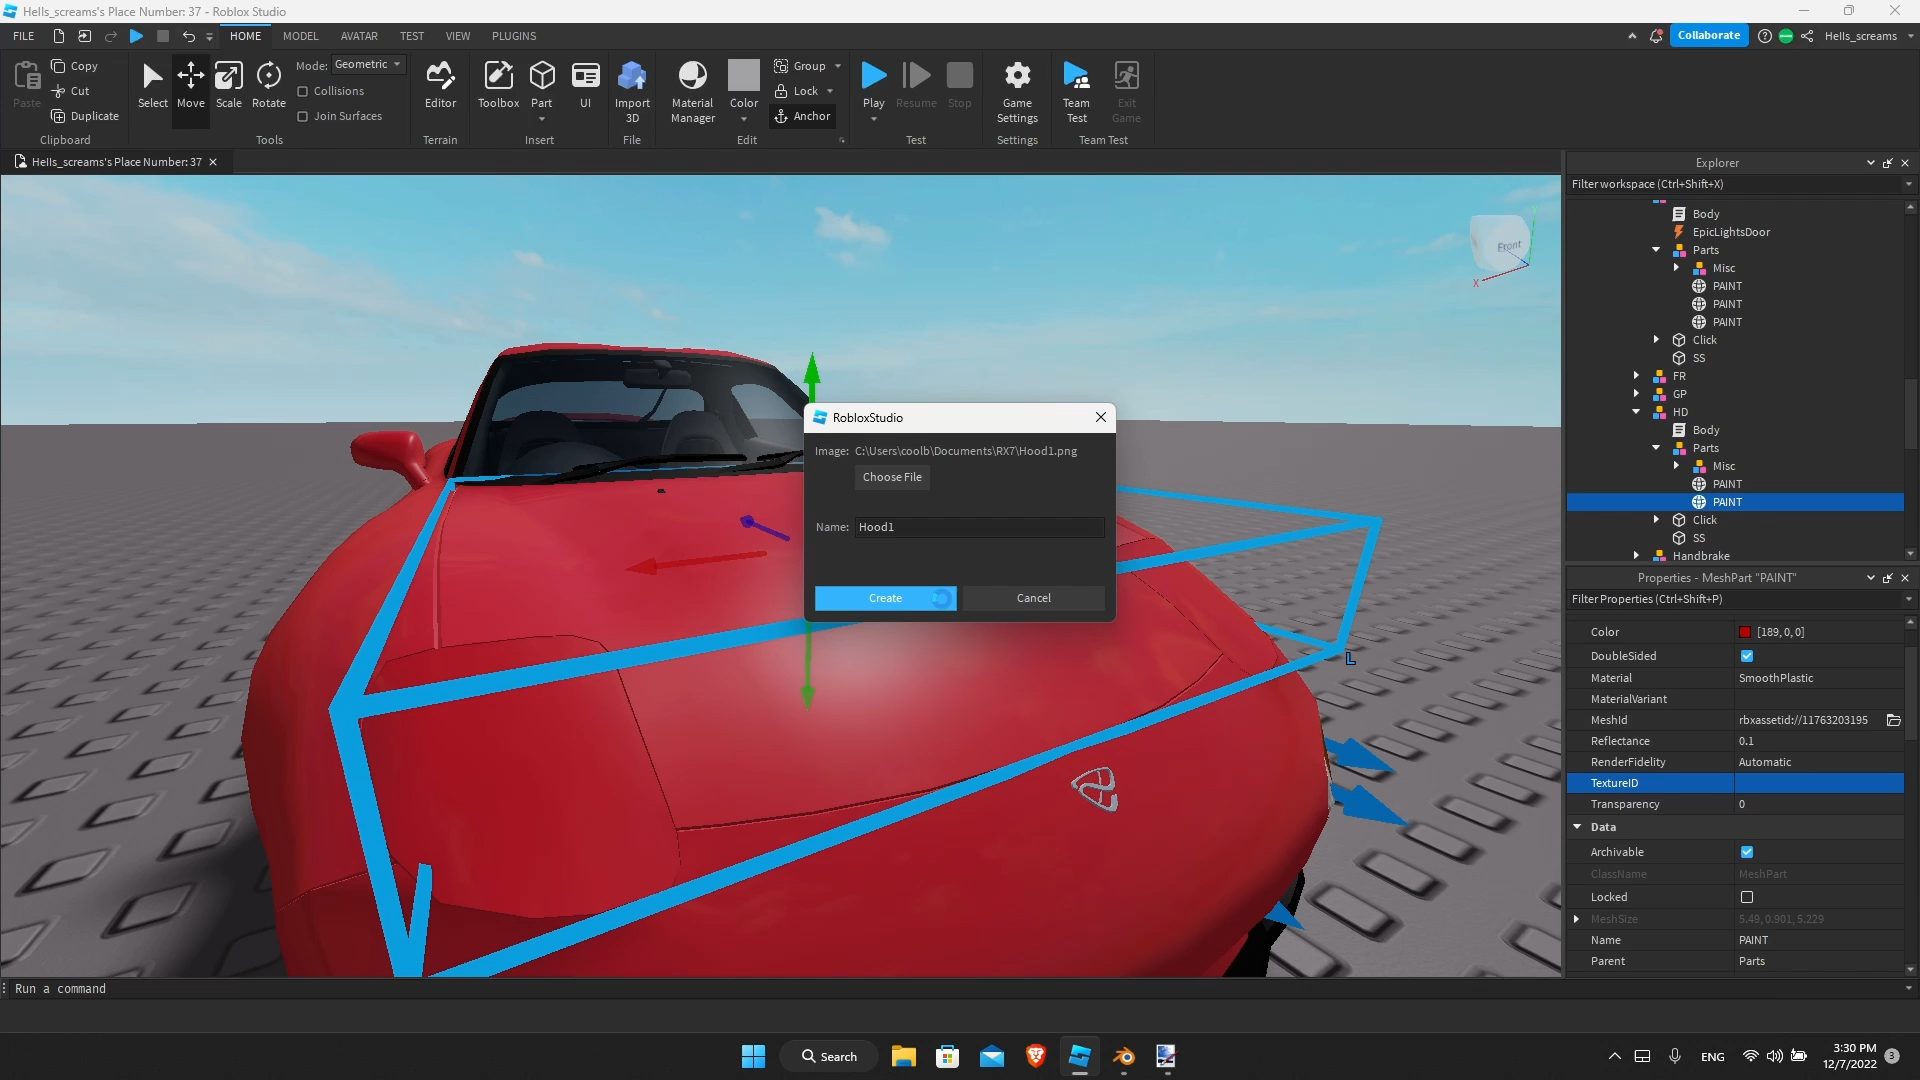 Hells_screams's Place Number: 37 - Roblox Studio
FILE
HOME
MODEL
AVATAR
TEST
VIEW
PLUGINS
Collaborate
Hells_screams
Paste
Copy
Cut
Duplicate
Clipboard
Select
Move
Scale
Rotate
Mode: Geometric
Collisions
Join Surfaces
Tools
Editor
Terrain
Toolbox
Part
UI
Insert
Import 3D
File
Material Manager
Color
Group
Lock
Anchor
Edit
Play
Resume
Stop
Test
Game Settings
Settings
Team Test
Exit Game
Team Test
Hells_screams's Place Number: 37
Front
X
RobloxStudio
Image: C:\Users\coolb\Documents\RX7\Hood1.png
Choose File
Name: Hood1
Create
Cancel
L
Explorer
Filter workspace (Ctrl+Shift+X)
Body
EpicLightsDoor
Parts
Misc
PAINT
PAINT
PAINT
Click
SS
FR
GP
HD
Body
Parts
Misc
PAINT
PAINT
Click
SS
Handbrake
Properties - MeshPart "PAINT"
Filter Properties (Ctrl+Shift+P)
Color [189, 0, 0]
DoubleSided
Material SmoothPlastic
MaterialVariant
MeshId rbxassetid://11763203195
Reflectance 0.1
RenderFidelity Automatic
TextureID
Transparency 0
Data
Archivable
ClassName MeshPart
Locked
MeshSize 5.49, 0.901, 5.229
Name PAINT
Parent Parts
Run a command
Search
ENG
3:30 PM
12/7/2022
3